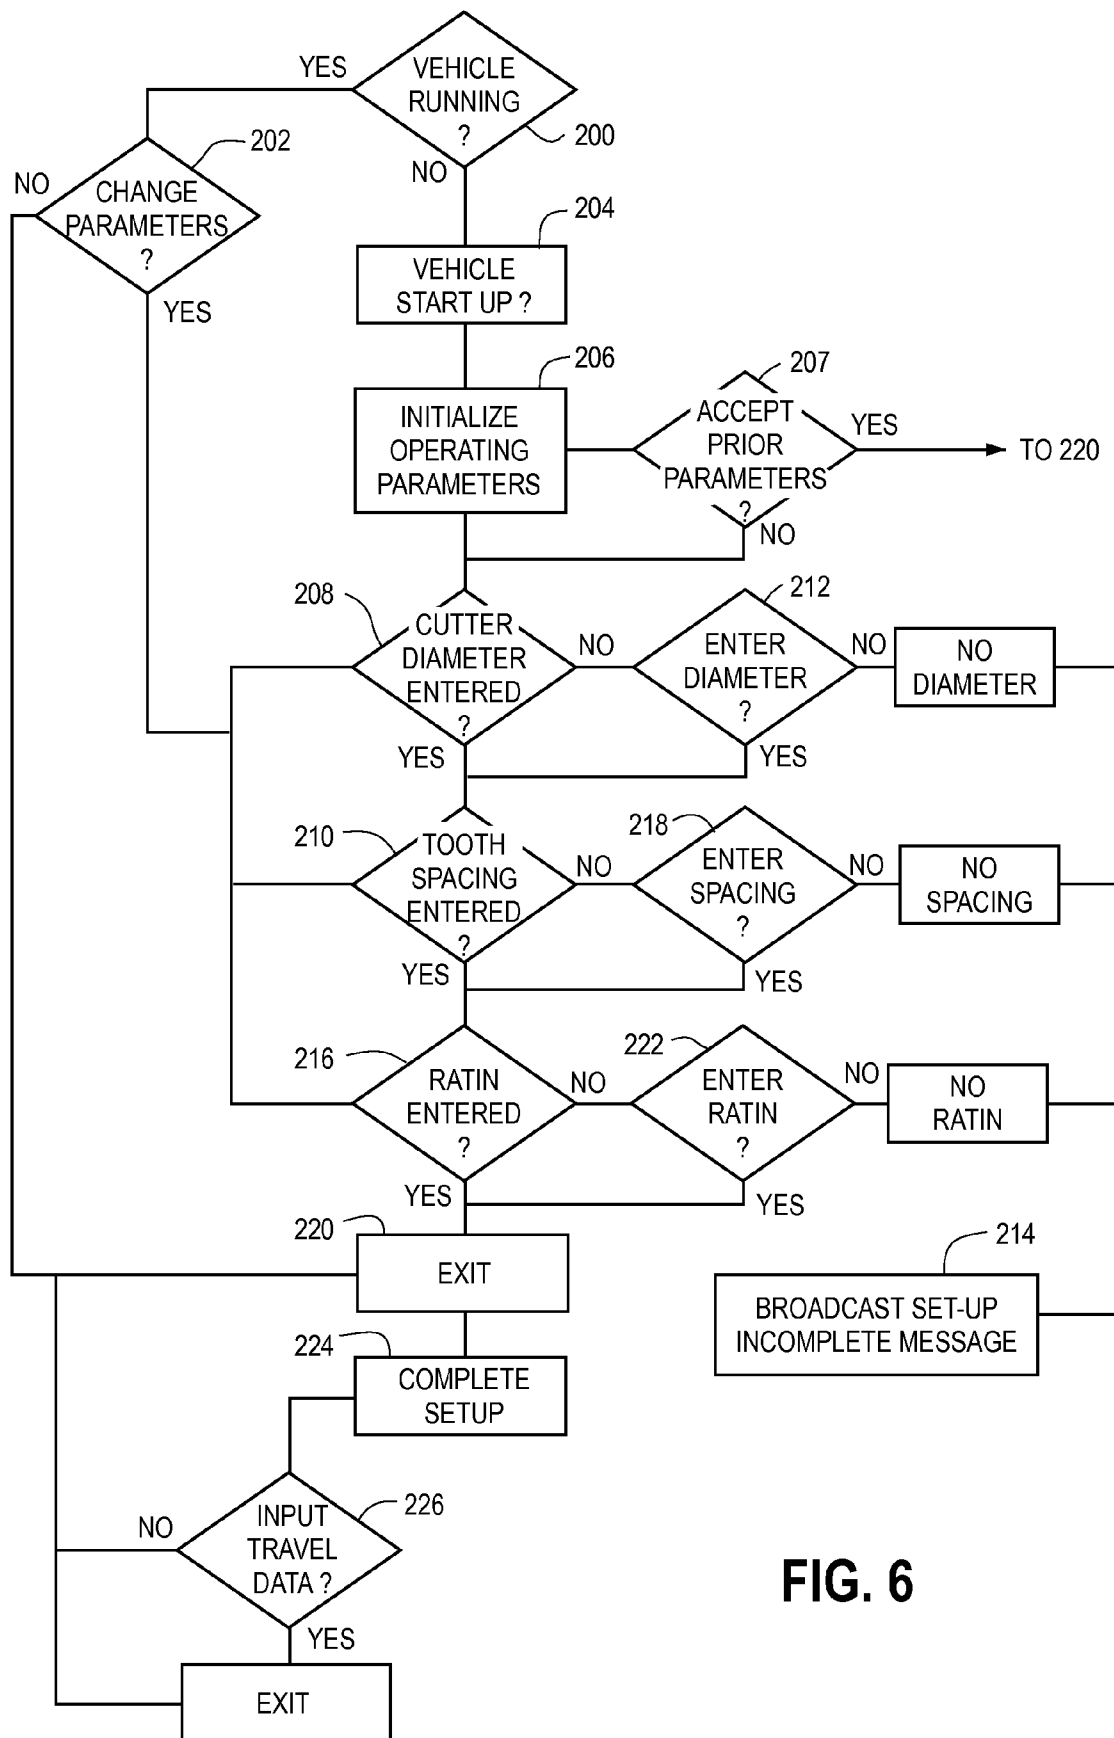 YES
VEHICLE
RUNNING
?
200
NO
202
NO
CHANGE
PARAMETERS
?
YES
204
VEHICLE
START UP ?
206
INITIALIZE
OPERATING
PARAMETERS
207
ACCEPT
PRIOR
PARAMETERS
?
YES
TO 220
NO
208
CUTTER
DIAMETER
ENTERED
?
NO
212
ENTER
DIAMETER
?
NO
NO
DIAMETER
YES
YES
210
TOOTH
SPACING
ENTERED
?
NO
218
ENTER
SPACING
?
NO
NO
SPACING
YES
YES
216
RATIN
ENTERED
?
NO
222
ENTER
RATIN
?
NO
NO
RATIN
YES
YES
220
EXIT
214
BROADCAST SET-UP
INCOMPLETE MESSAGE
224
COMPLETE
SETUP
226
INPUT
TRAVEL
DATA ?
NO
YES
EXIT
FIG. 6